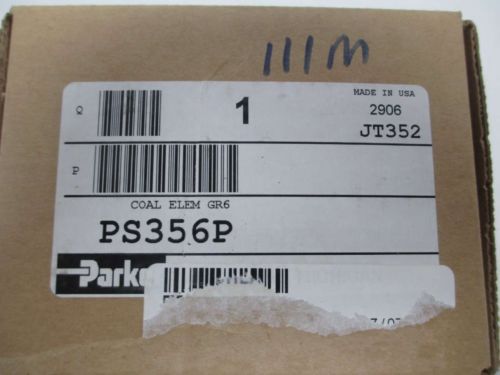 111M
MADE IN USA
Q
1
2906
JT352
P
COAL ELEM GR6
PS356P
Parke